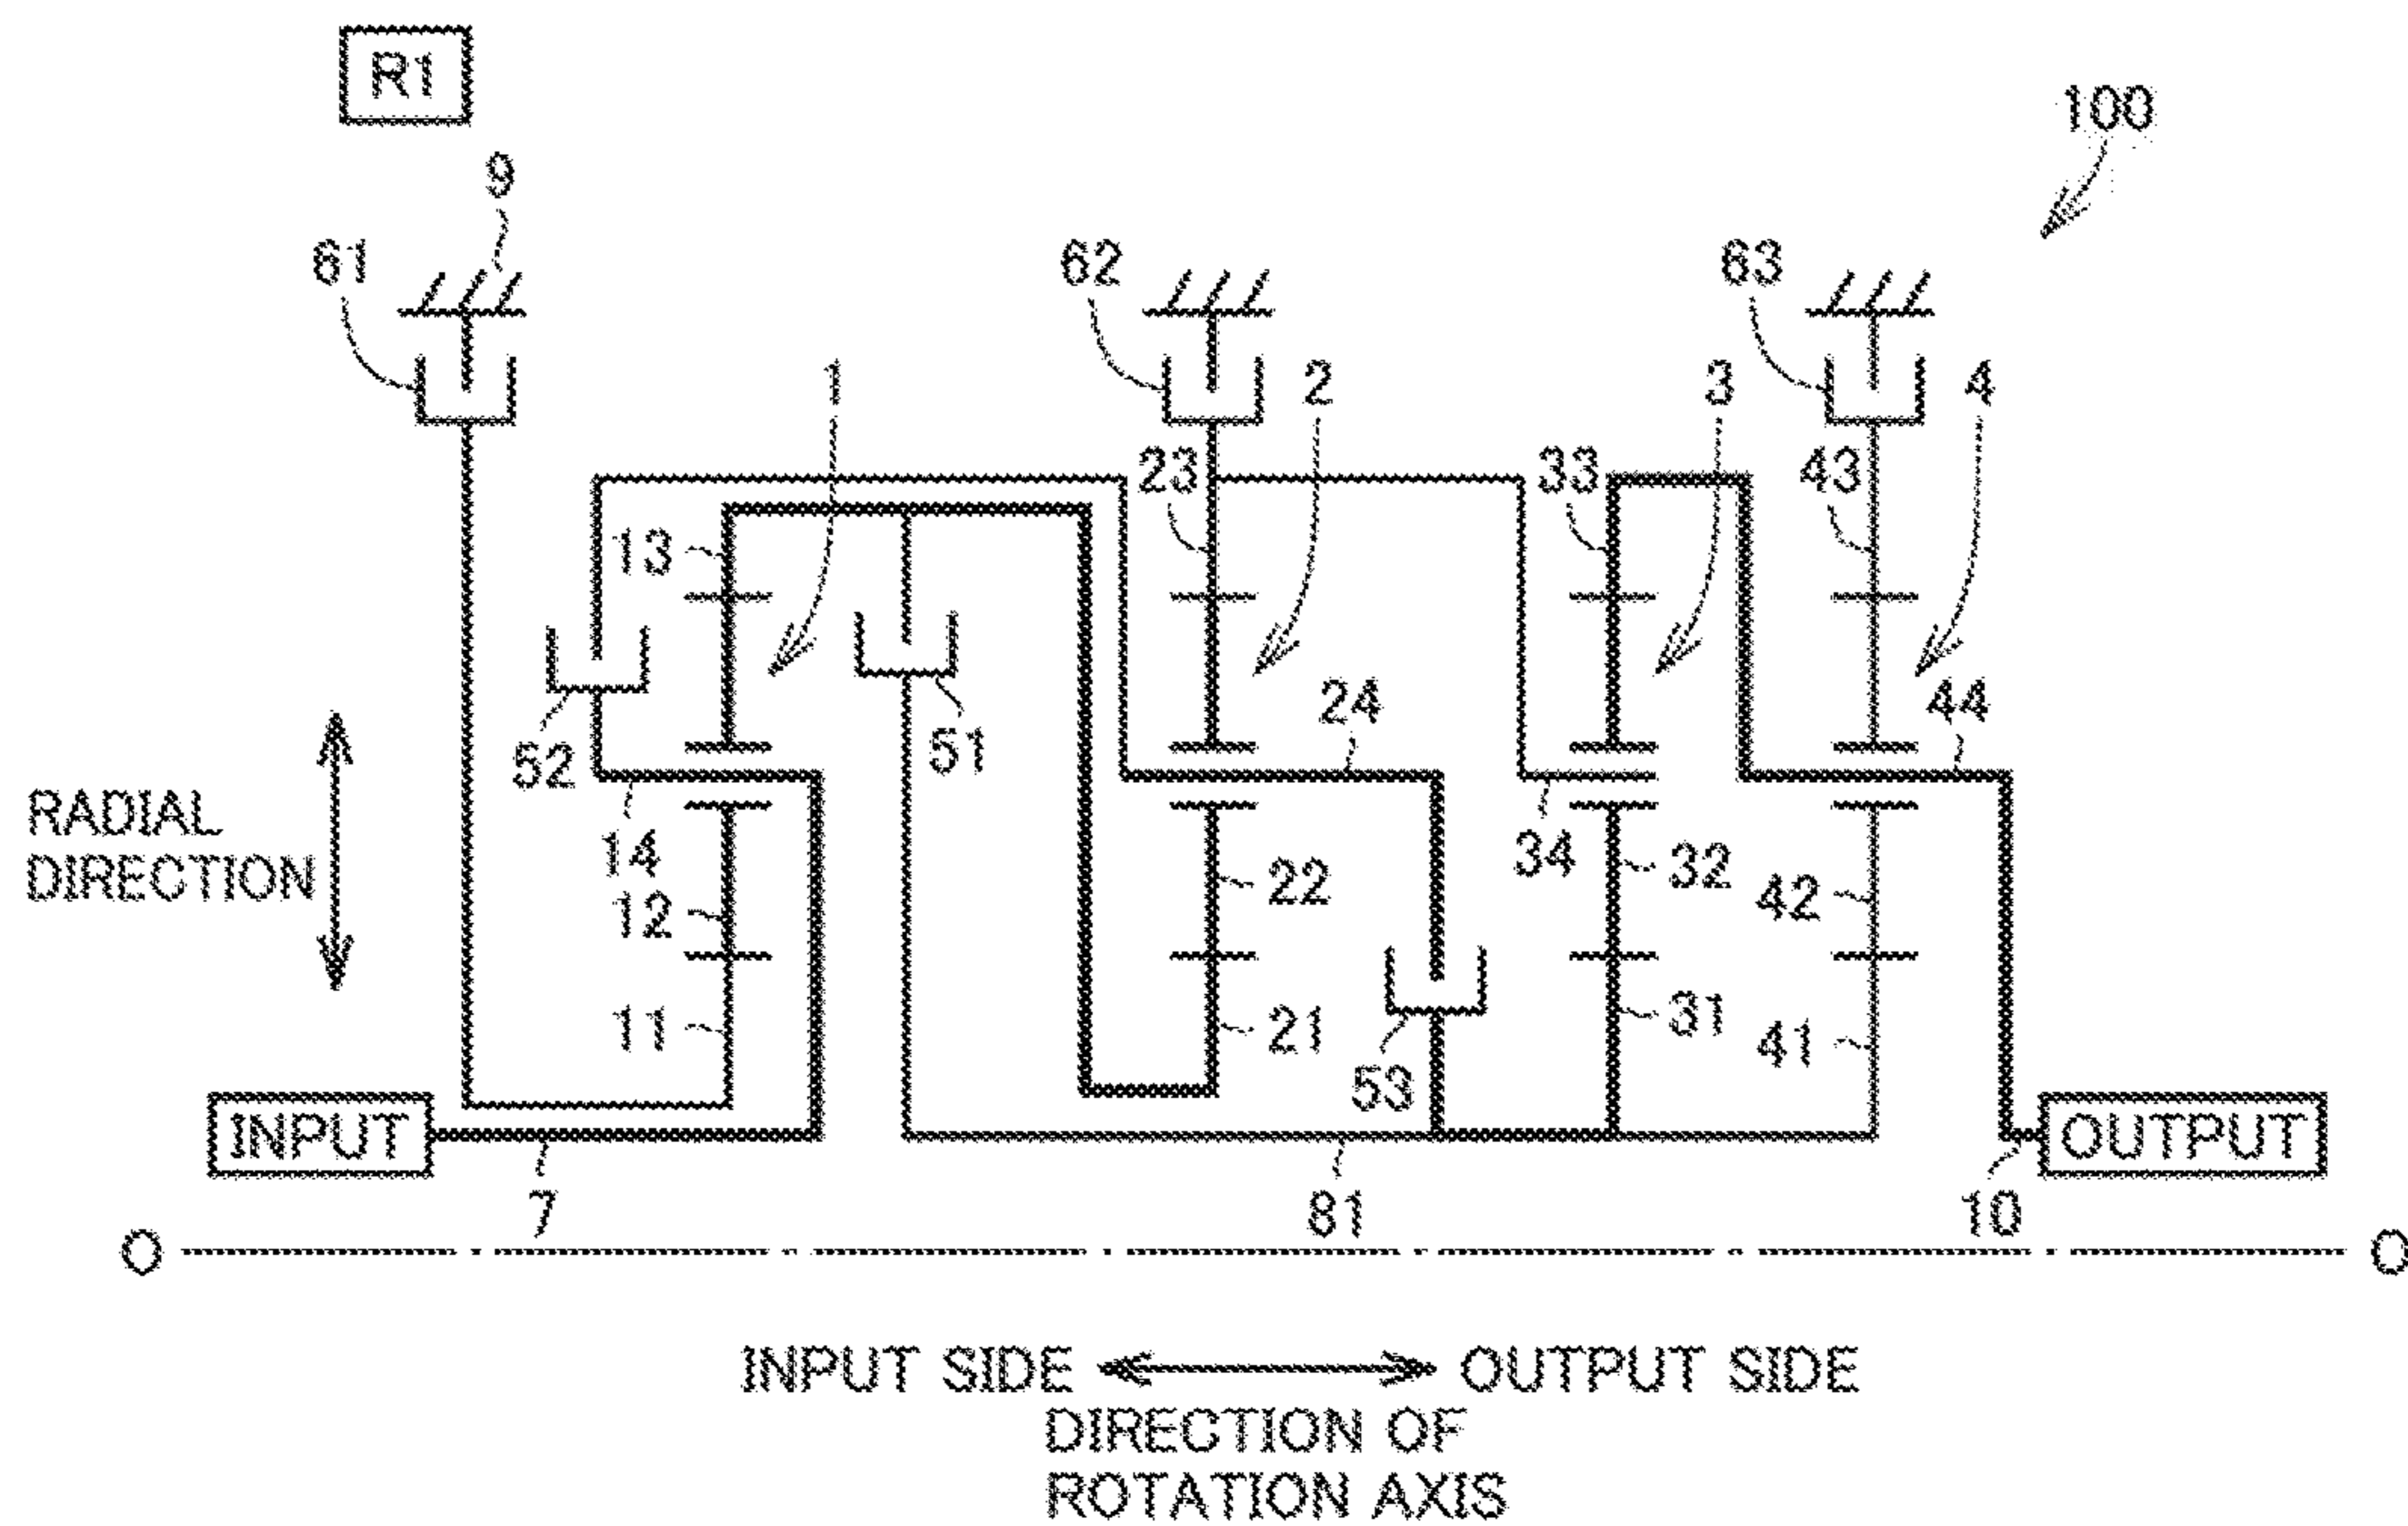 R1
100
9
61
62
63
1
2
3
4
23
33
43
13
24
44
52
51
14
34
32
22
42
12
11
21
31
41
53
RADIAL
DIRECTION
INPUT
OUTPUT
7
81
10
O
O
INPUT SIDE
OUTPUT SIDE
DIRECTION OF
ROTATION AXIS